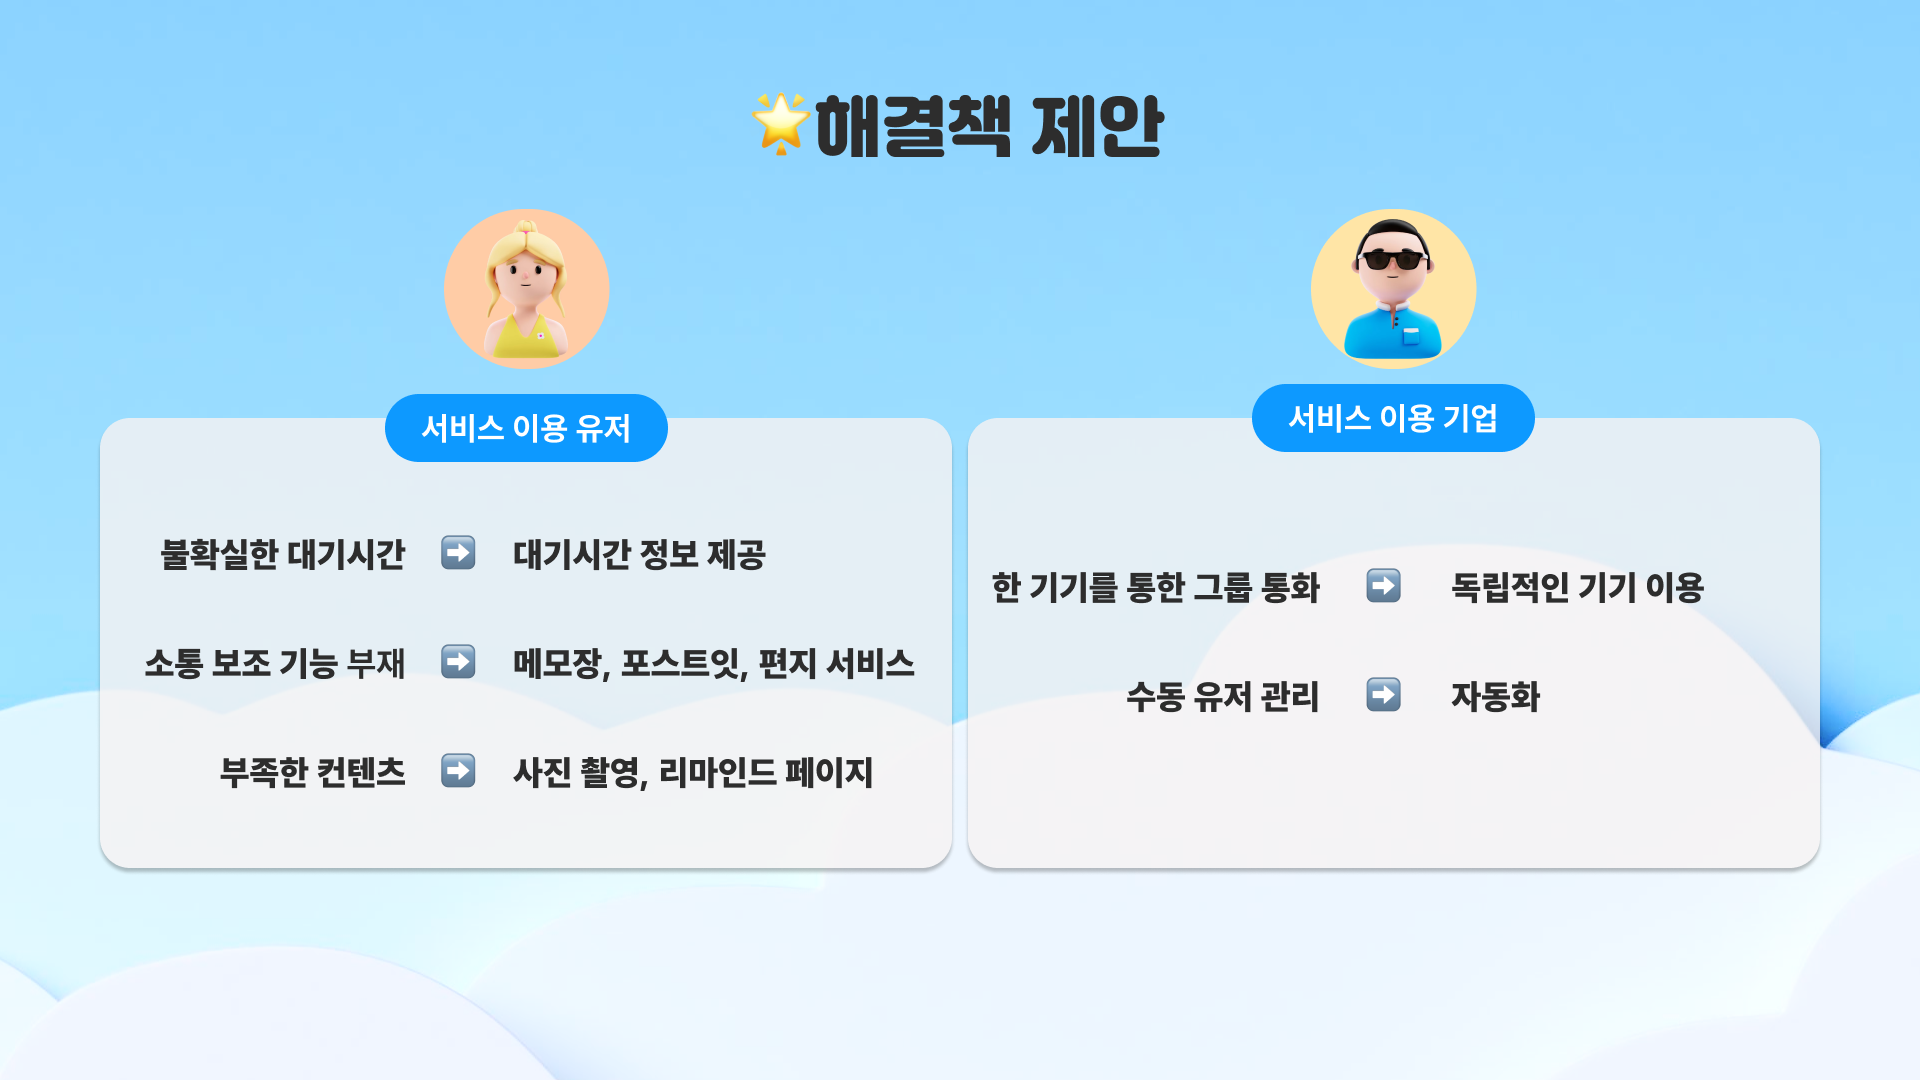 🌟해결책 제안
서비스 이용 유저
불확실한 대기시간 ➡️ 대기시간 정보 제공
소통 보조 기능 부재 ➡️ 메모장, 포스트잇, 편지 서비스
부족한 컨텐츠 ➡️ 사진 촬영, 리마인드 페이지
서비스 이용 기업
한 기기를 통한 그룹 통화 ➡️ 독립적인 기기 이용
수동 유저 관리 ➡️ 자동화